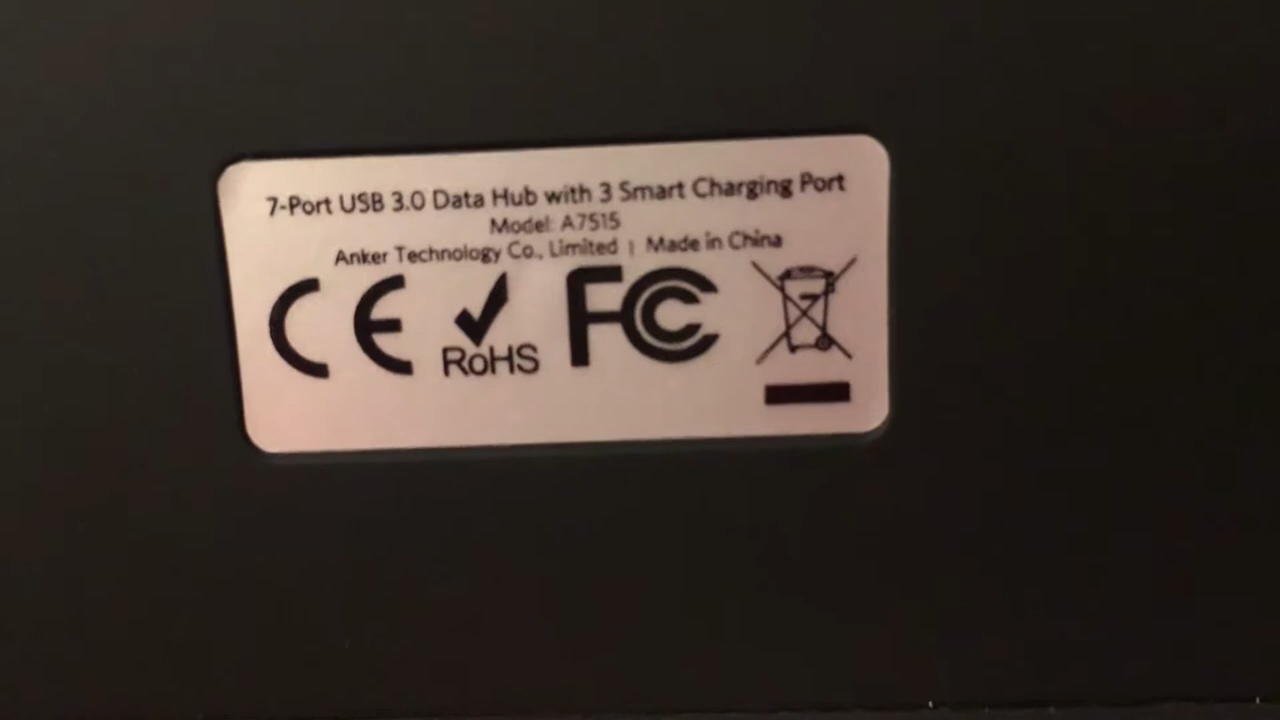 7-Port USB 3.0 Data Hub with 3 Smart Charging Port
Model: A7515
Anker Technology Co., Limited | Made in China
CE RoHS FC